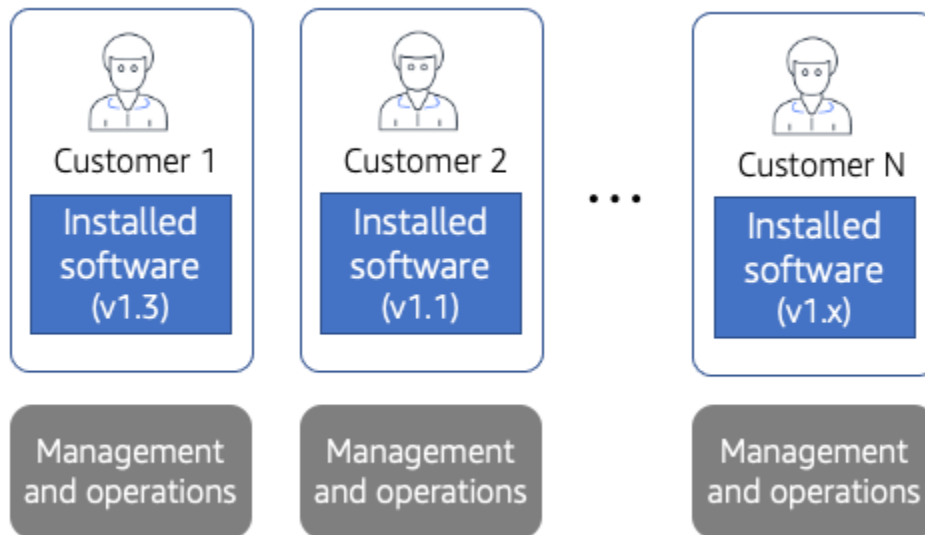 Customer 1
Installed
software
(v1.3)
Management
and operations
Customer 2
Installed
software
(v1.1)
Management
and operations
...
Customer N
Installed
software
(v1.x)
Management
and operations